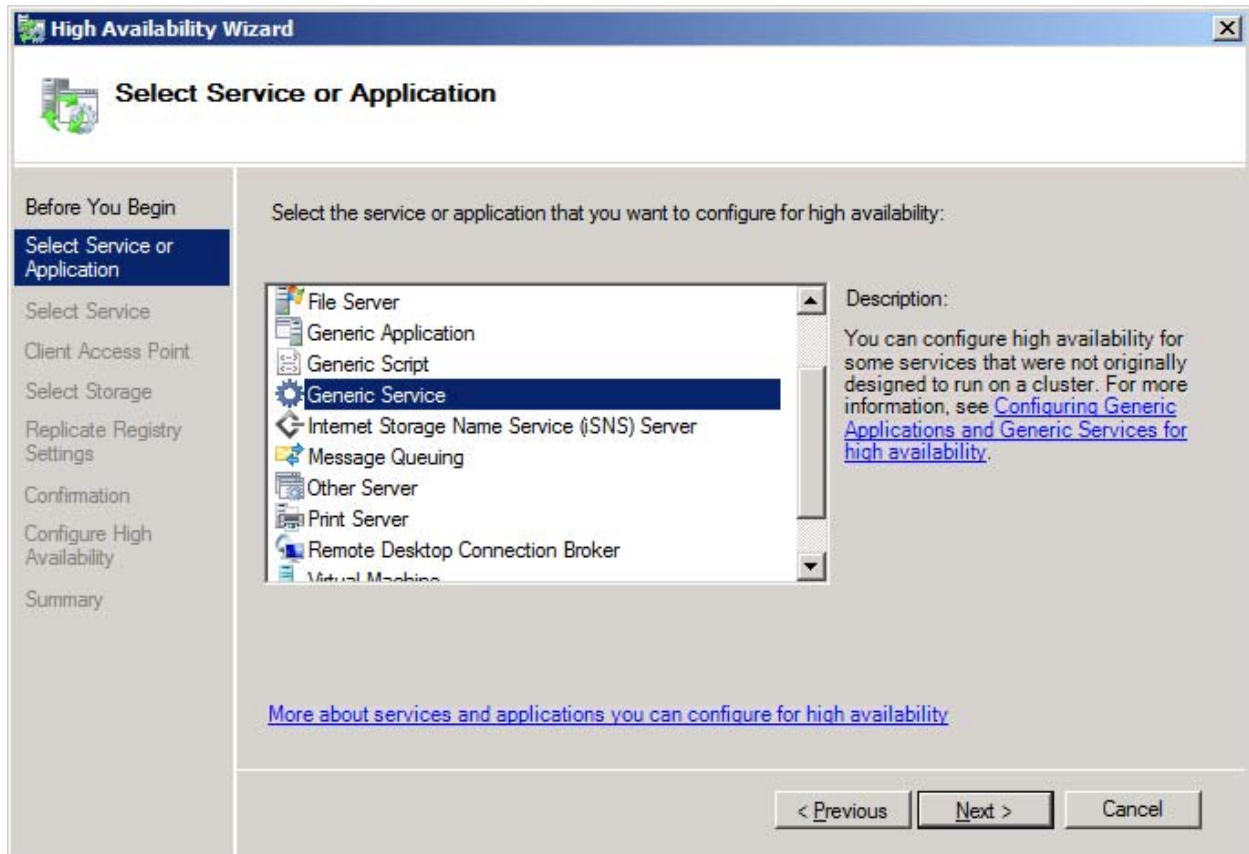 High Availability Wizard
Select Service or Application
Before You Begin
Select Service or
Application
Select Service
Client Access Point
Select Storage
Replicate Registry
Settings
Confirmation
Configure High
Availability
Summary
Select the service or application that you want to configure for high availability:
File Server
Generic Application
Generic Script
Generic Service
Internet Storage Name Service (iSNS) Server
Message Queuing
Other Server
Print Server
Remote Desktop Connection Broker
Virtual Machine
Description:
You can configure high availability for
some services that were not originally
designed to run on a cluster. For more
information, see Configuring Generic
Applications and Generic Services for
high availability.
More about services and applications you can configure for high availability
< Previous
Next >
Cancel